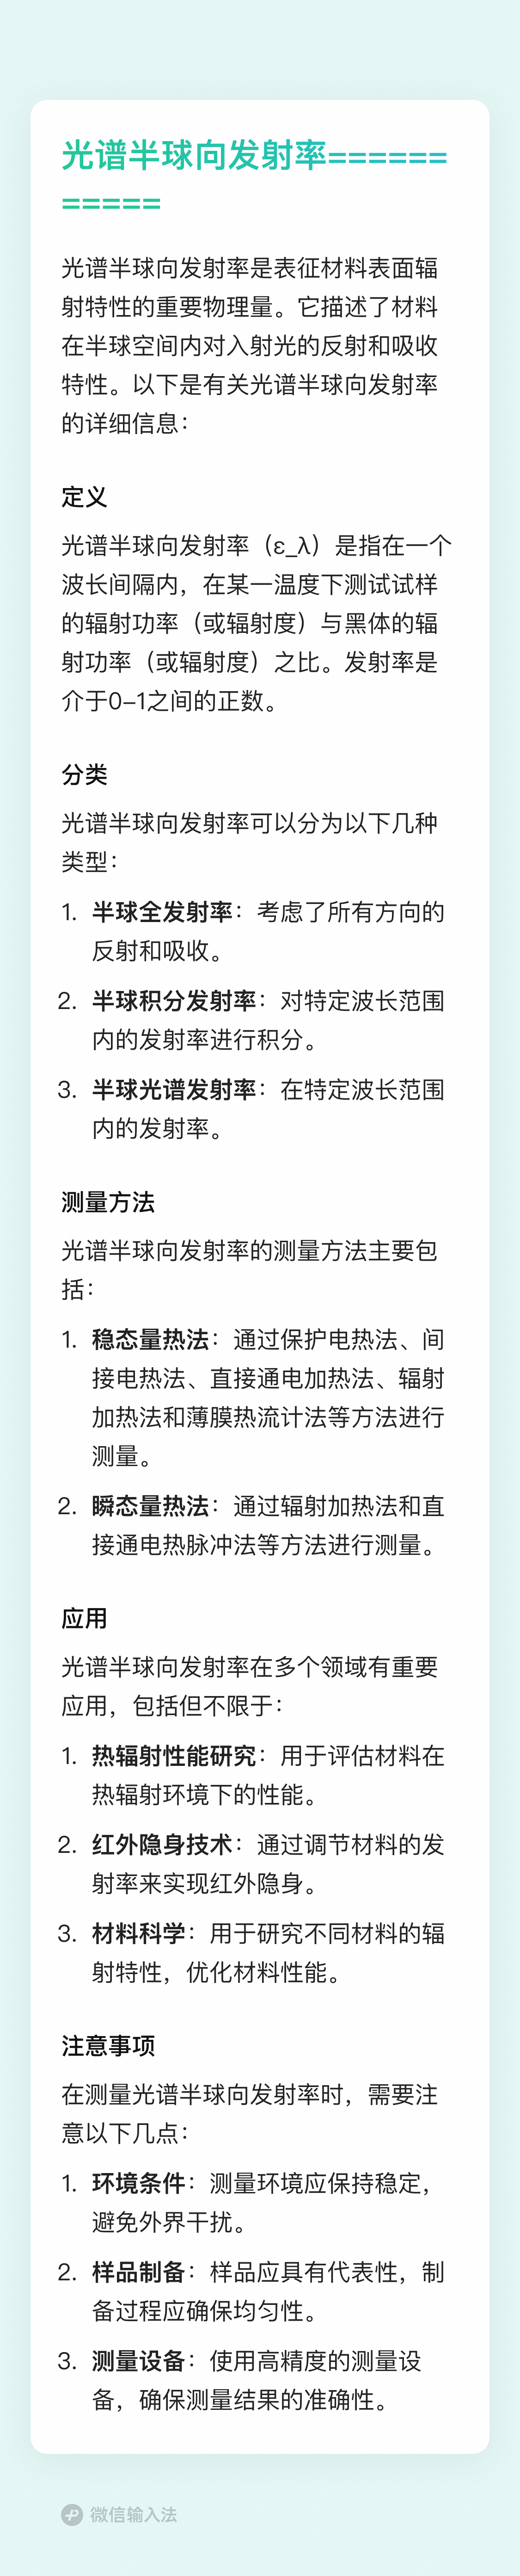 光谱半球向发射率======
=====
光谱半球向发射率是表征材料表面辐
射特性的重要物理量。它描述了材料
在半球空间内对入射光的反射和吸收
特性。以下是有关光谱半球向发射率
的详细信息：
定义
光谱半球向发射率（ε_λ）是指在一个
波长间隔内，在某一温度下测试试样
的辐射功率（或辐射度）与黑体的辐
射功率（或辐射度）之比。发射率是
介于0–1之间的正数。
分类
光谱半球向发射率可以分为以下几种
类型：
1. 半球全发射率：考虑了所有方向的
反射和吸收。
2. 半球积分发射率：对特定波长范围
内的发射率进行积分。
3. 半球光谱发射率：在特定波长范围
内的发射率。
测量方法
光谱半球向发射率的测量方法主要包
括：
1. 稳态量热法：通过保护电热法、间
接电热法、直接通电加热法、辐射
加热法和薄膜热流计法等方法进行
测量。
2. 瞬态量热法：通过辐射加热法和直
接通电热脉冲法等方法进行测量。
应用
光谱半球向发射率在多个领域有重要
应用，包括但不限于：
1. 热辐射性能研究：用于评估材料在
热辐射环境下的性能。
2. 红外隐身技术：通过调节材料的发
射率来实现红外隐身。
3. 材料科学：用于研究不同材料的辐
射特性，优化材料性能。
注意事项
在测量光谱半球向发射率时，需要注
意以下几点：
1. 环境条件：测量环境应保持稳定，
避免外界干扰。
2. 样品制备：样品应具有代表性，制
备过程应确保均匀性。
3. 测量设备：使用高精度的测量设
备，确保测量结果的准确性。
微信输入法